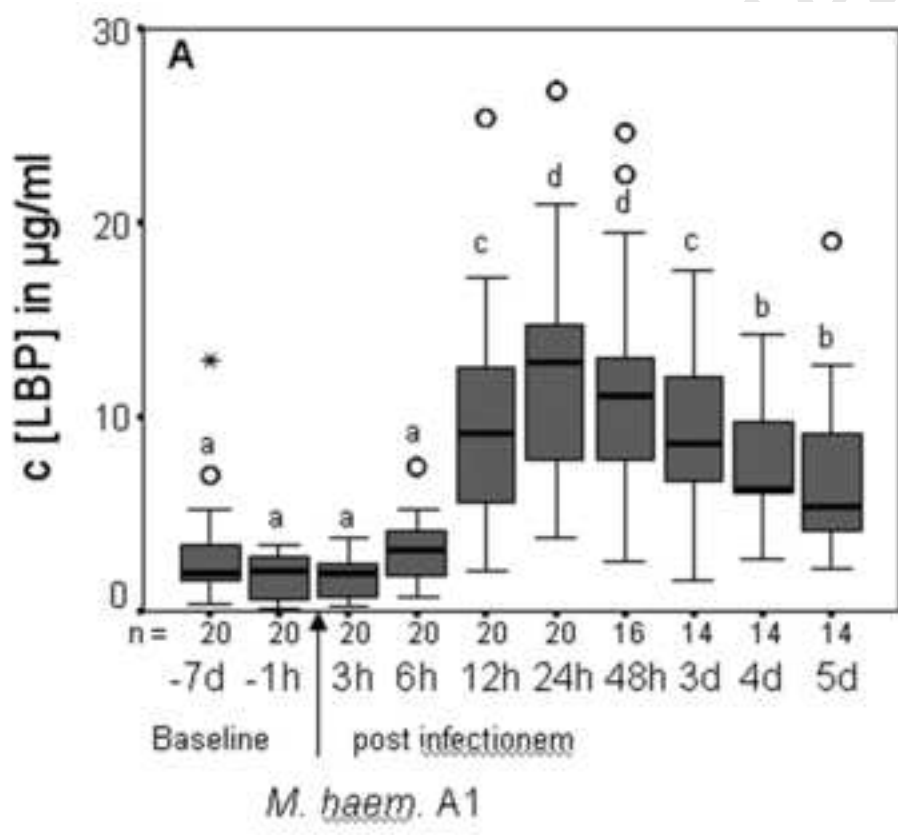 30
A
c [LBP] in µg/ml
d
d
20
c
c
b
b
*
10
a
a
a
a
0
n = 20 20 20 20 20 20 16 14 14 14
-7d -1h 3h 6h 12h 24h 48h 3d 4d 5d
Baseline post infectionem
M. haem. A1